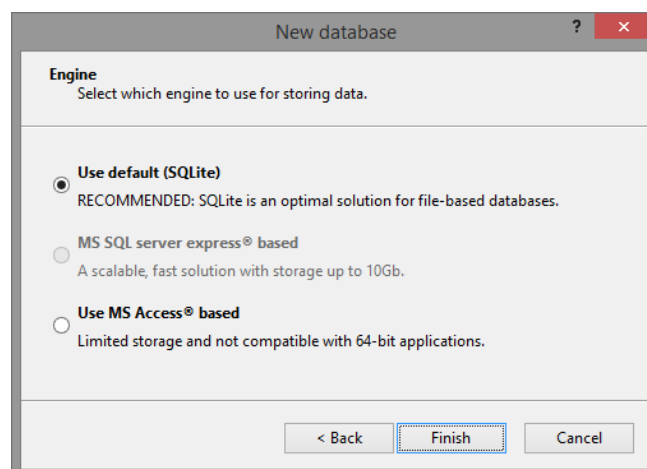 New database
?
×
Engine
Select which engine to use for storing data.
Use default (SQLite)
RECOMMENDED: SQLite is an optimal solution for file-based databases.
MS SQL server express® based
A scalable, fast solution with storage up to 10Gb.
Use MS Access® based
Limited storage and not compatible with 64-bit applications.
< Back
Finish
Cancel